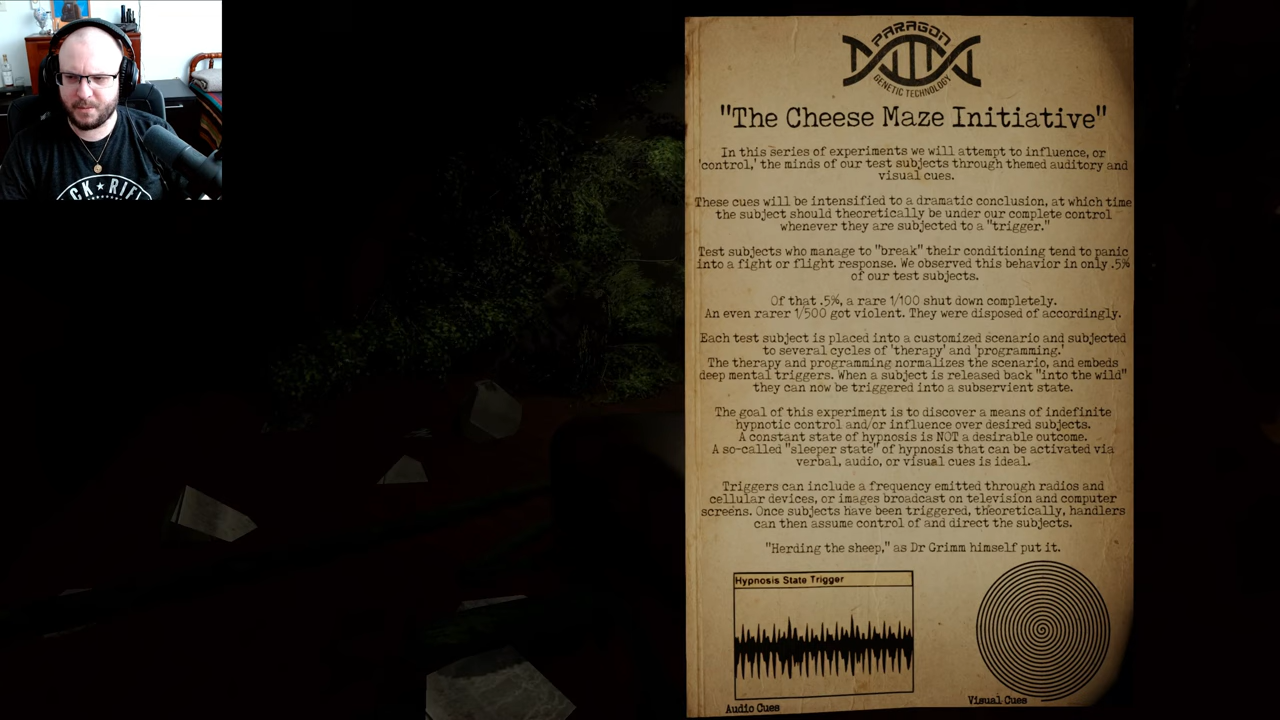 PARAGON
GENETIC TECHNOLOGY
"The Cheese Maze Initiative"
In this series of experiments we will attempt to influence, or
'control,' the minds of our test subjects through themed auditory and
visual cues.
These cues will be intensified to a dramatic conclusion, at which time
the subject should theoretically be under our complete control
whenever they are subjected to a "trigger."
Test subjects who manage to "break" their conditioning tend to panic
into a fight or flight response. We observed this behavior in only .5%
of our test subjects.
Of that .5%, a rare 1/100 shut down completely.
An even rarer 1/500 got violent. They were disposed of accordingly.
Each test subject is placed into a customized scenario and subjected
to several cycles of 'therapy' and 'programming.'
The therapy and programming normalizes the scenario, and embeds
deep mental triggers. When a subject is released back "into the wild"
they can now be triggered into a subservient state.
The goal of this experiment is to discover a means of indefinite
hypnotic control and/or influence over desired subjects.
A constant state of hypnosis is NOT a desirable outcome.
A so-called "sleeper state" of hypnosis that can be activated via
verbal, audio, or visual cues is ideal.
Triggers can include a frequency emitted through radios and
cellular devices, or images broadcast on television and computer
screens. Once subjects have been triggered, theoretically, handlers
can then assume control of and direct the subjects.
"Herding the sheep," as Dr Grimm himself put it.
Hypnosis State Trigger
Audio Cues
Visual Cues